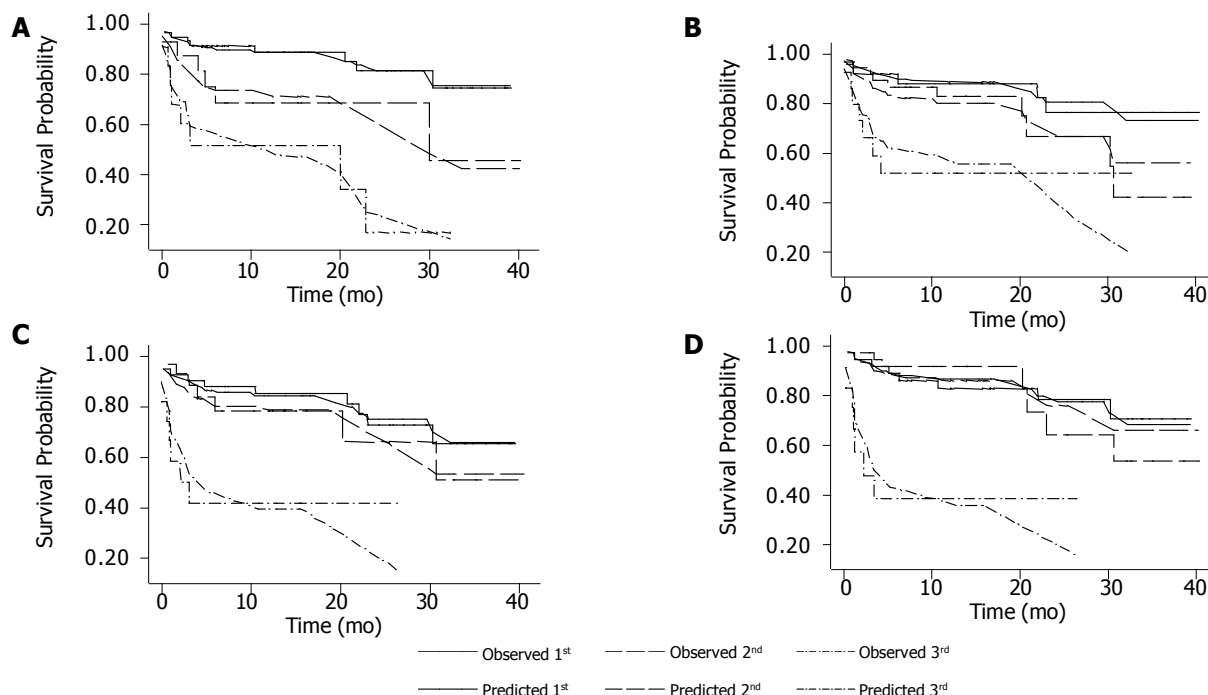 A
Survival Probability
1.00
0.80
0.60
0.40
0.20
0 10 20 30 40
Time (mo)
B
Survival Probability
1.00
0.80
0.60
0.40
0.20
0 10 20 30 40
Time (mo)
C
Survival Probability
1.00
0.80
0.60
0.40
0.20
0 10 20 30 40
Time (mo)
D
Survival Probability
1.00
0.80
0.60
0.40
0.20
0 10 20 30 40
Time (mo)
Observed 1st Observed 2nd Observed 3rd
Predicted 1st Predicted 2nd Predicted 3rd